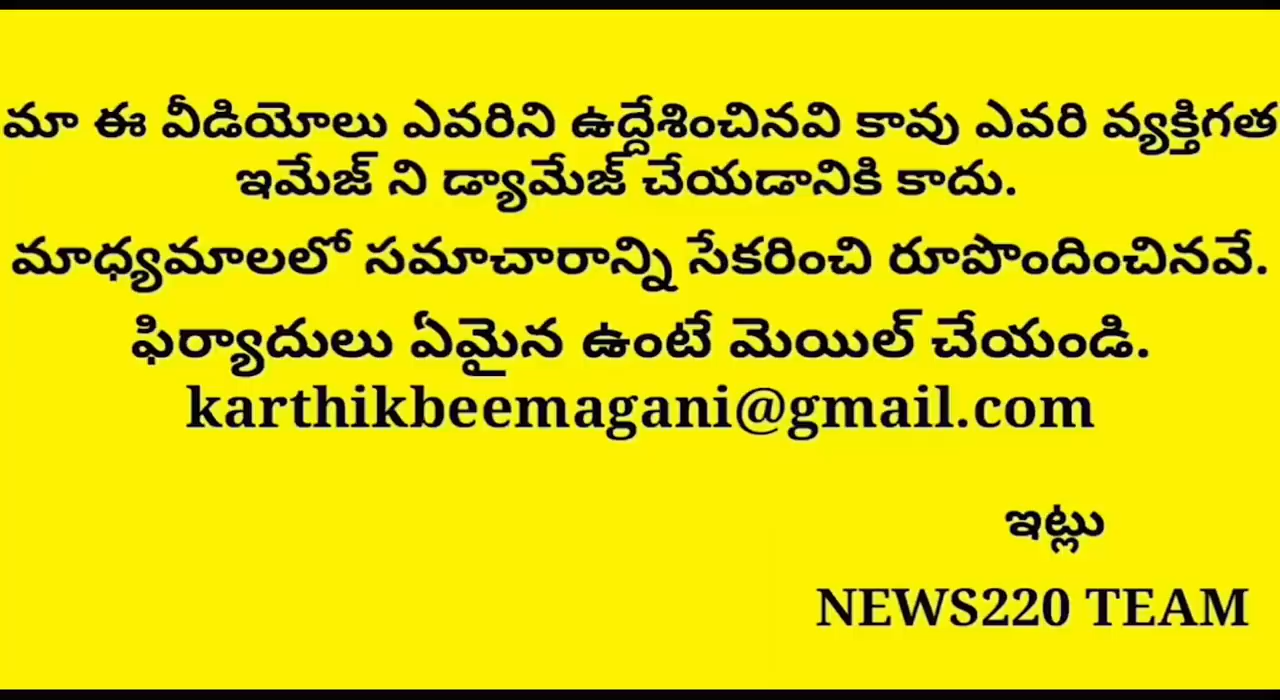 మా ఈ వీడియోలు ఎవరిని ఉద్దేశించినవి కావు ఎవరి వ్యక్తిగత
ఇమేజ్ ని డ్యామేజ్ చేయడానికి కాదు.
మాధ్యమాలలో సమాచారాన్ని సేకరించి రూపొందించినవే.
ఫిర్యాదులు ఏమైన ఉంటే మెయిల్ చేయండి.
karthikbeemagani@gmail.com
ఇట్లు
NEWS220 TEAM